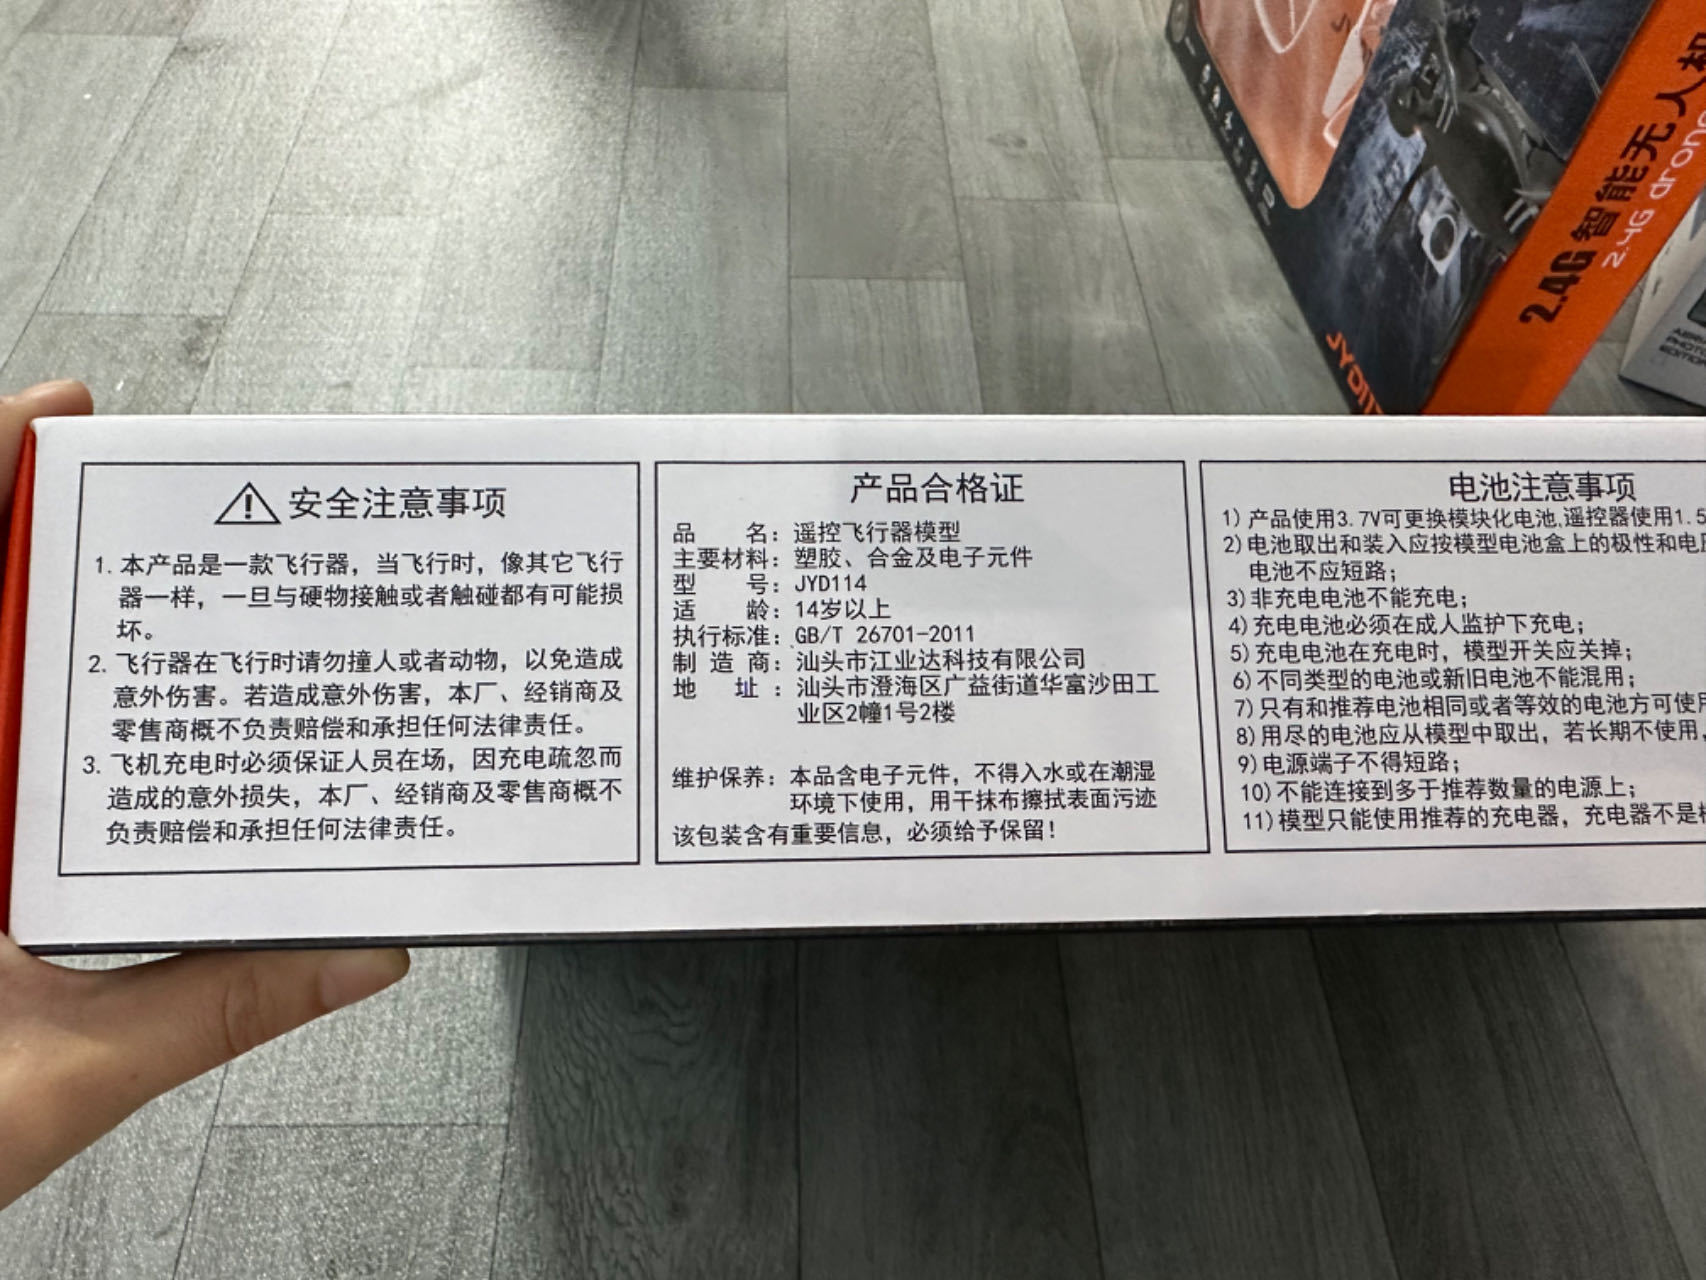 2.4G智能无人机
2.4G drone
JYD
安全注意事项
1. 本产品是一款飞行器，当飞行时，像其它飞行
器一样，一旦与硬物接触或者触碰都有可能损
坏。
2. 飞行器在飞行时请勿撞人或者动物，以免造成
意外伤害。若造成意外伤害，本厂、经销商及
零售商概不负责赔偿和承担任何法律责任。
3. 飞机充电时必须保证人员在场，因充电疏忽而
造成的意外损失，本厂、经销商及零售商概不
负责赔偿和承担任何法律责任。
产品合格证
品 名：遥控飞行器模型
主要材料：塑胶、合金及电子元件
型 号：JYD114
适 龄：14岁以上
执行标准：GB/T 26701-2011
制 造 商：汕头市江业达科技有限公司
地 址：汕头市澄海区广益街道华富沙田工
业区2幢1号2楼
维护保养：本品含电子元件，不得入水或在潮湿
环境下使用，用干抹布擦拭表面污迹
该包装含有重要信息，必须给予保留！
电池注意事项
1) 产品使用3.7V可更换模块化电池,遥控器使用1.5
2) 电池取出和装入应按模型电池盒上的极性和电
电池不应短路；
3) 非充电电池不能充电；
4) 充电电池必须在成人监护下充电；
5) 充电电池在充电时，模型开关应关掉；
6) 不同类型的电池或新旧电池不能混用；
7) 只有和推荐电池相同或者等效的电池方可使
8) 用尽的电池应从模型中取出，若长期不使用，
9) 电源端子不得短路；
10) 不能连接到多于推荐数量的电源上；
11) 模型只能使用推荐的充电器，充电器不是